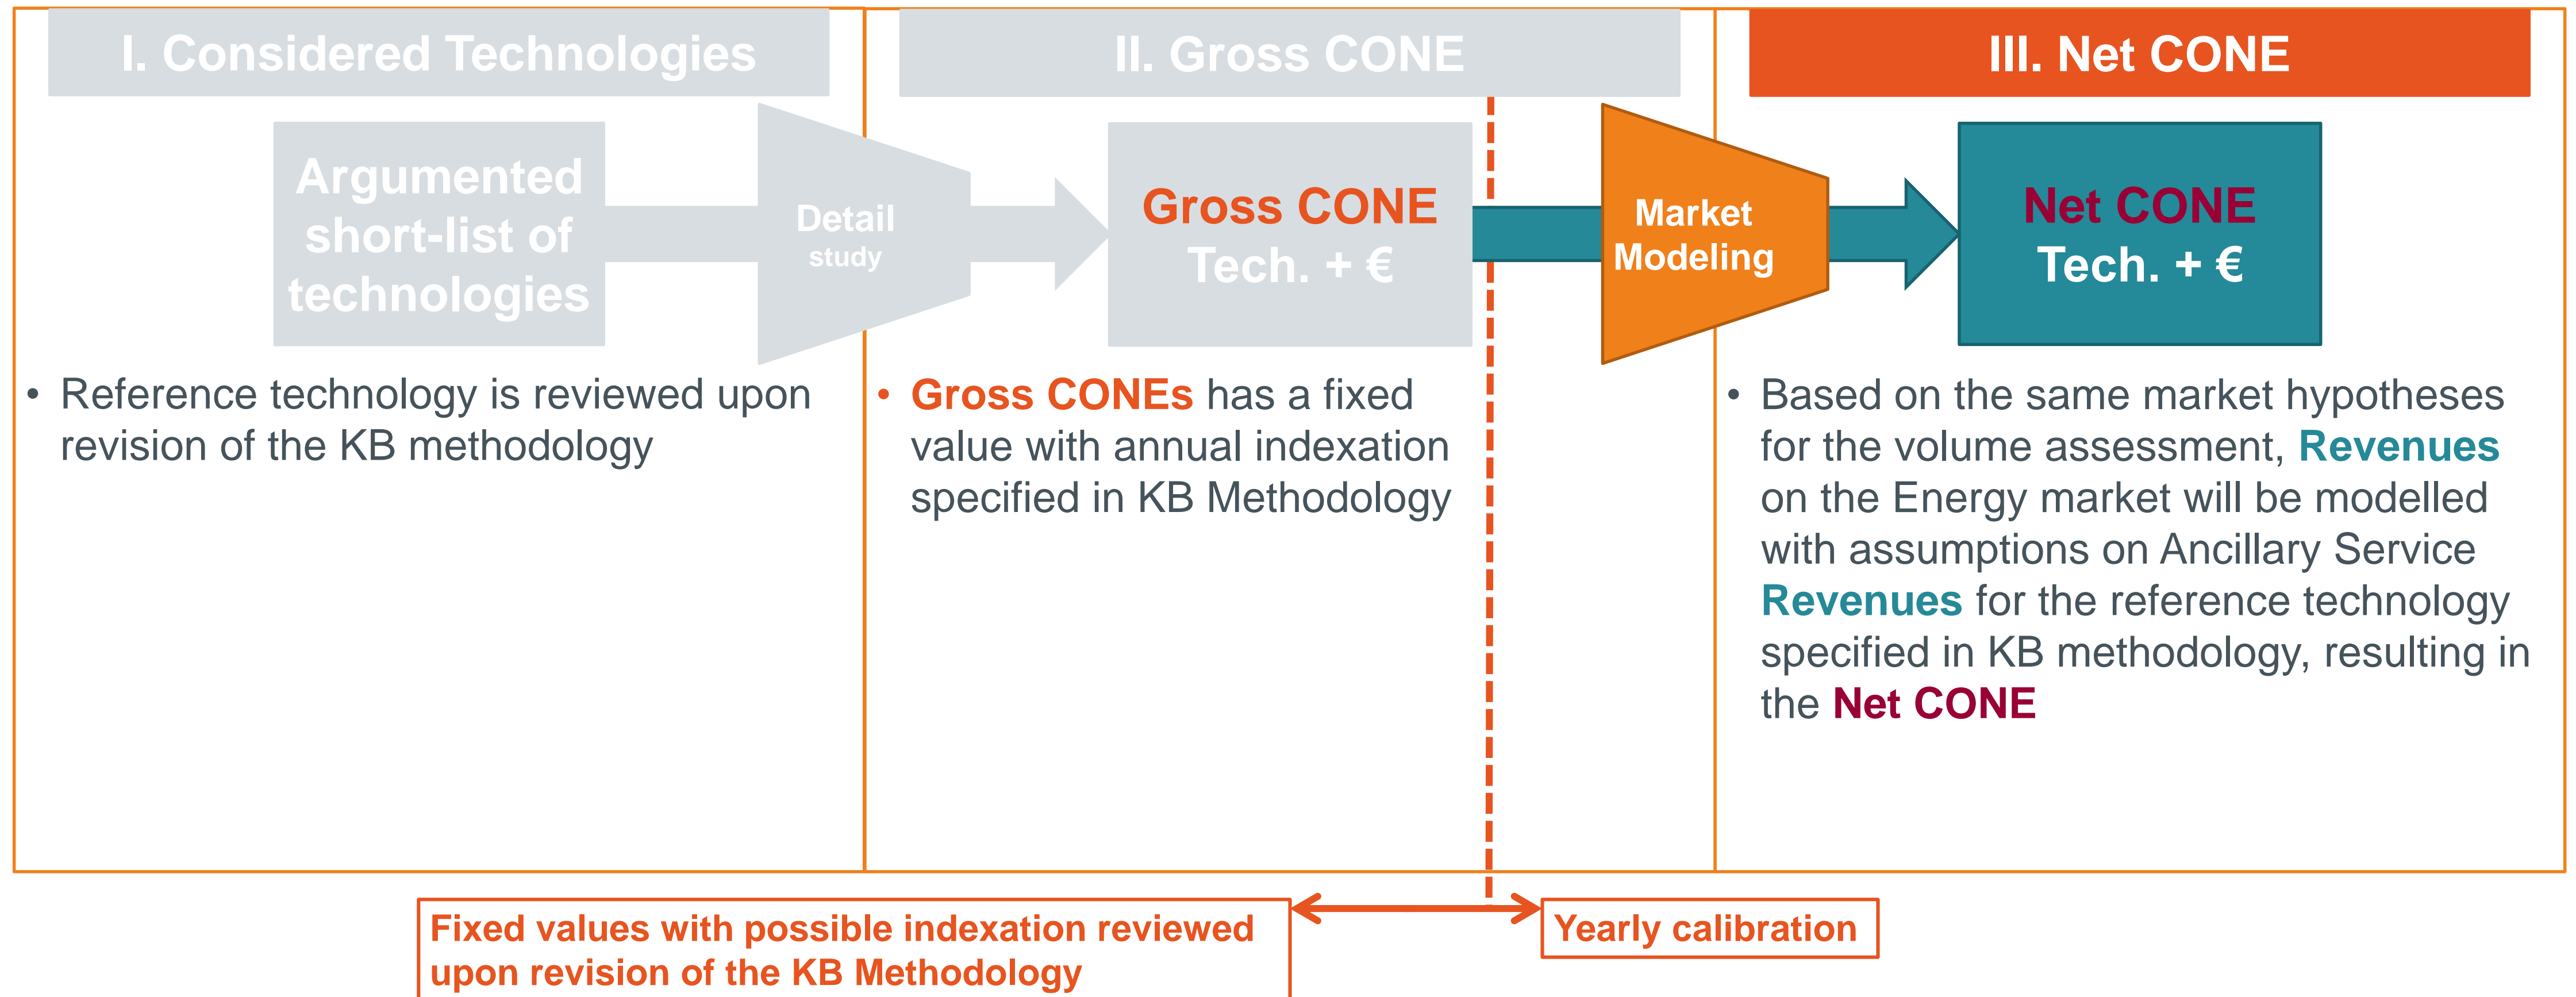 I. Considered Technologies
II. Gross CONE
III. Net CONE
Argumented
short-list of
technologies
Detail
study
Gross CONE
Tech. + €
Market
Modeling
Net CONE
Tech. + €
• Reference technology is reviewed upon
revision of the KB methodology
• Gross CONEs has a fixed
value with annual indexation
specified in KB Methodology
• Based on the same market hypotheses
for the volume assessment, Revenues
on the Energy market will be modelled
with assumptions on Ancillary Service
Revenues for the reference technology
specified in KB methodology, resulting in
the Net CONE
Fixed values with possible indexation reviewed
upon revision of the KB Methodology
Yearly calibration